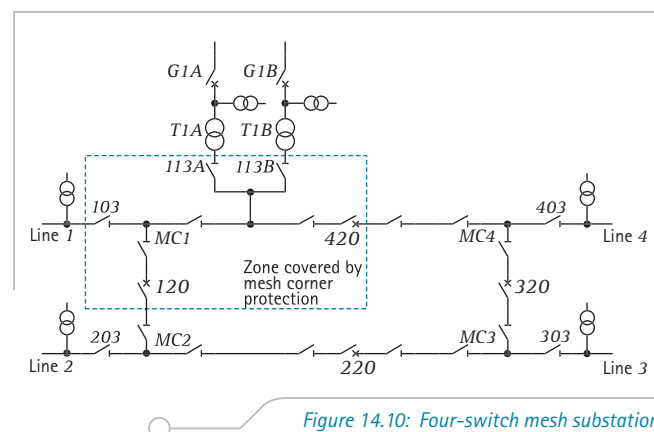 G1A G1B
T1A T1B
113A 113B
103 403
Line 1 MC1 420 MC4 Line 4
Zone covered by
mesh corner
protection
120 320
203 MC2 MC3 303
Line 2 220 Line 3
Figure 14.10: Four-switch mesh substation